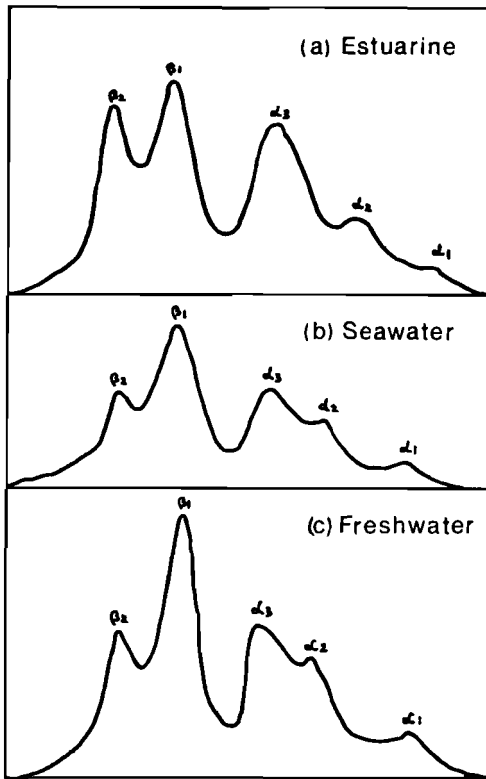 (a) Estuarine
β₂ β₁ α₃ α₂ α₁
(b) Seawater
β₂ β₁ α₃ α₂ α₁
(c) Freshwater
β₂ β₁ α₃ α₂ α₁